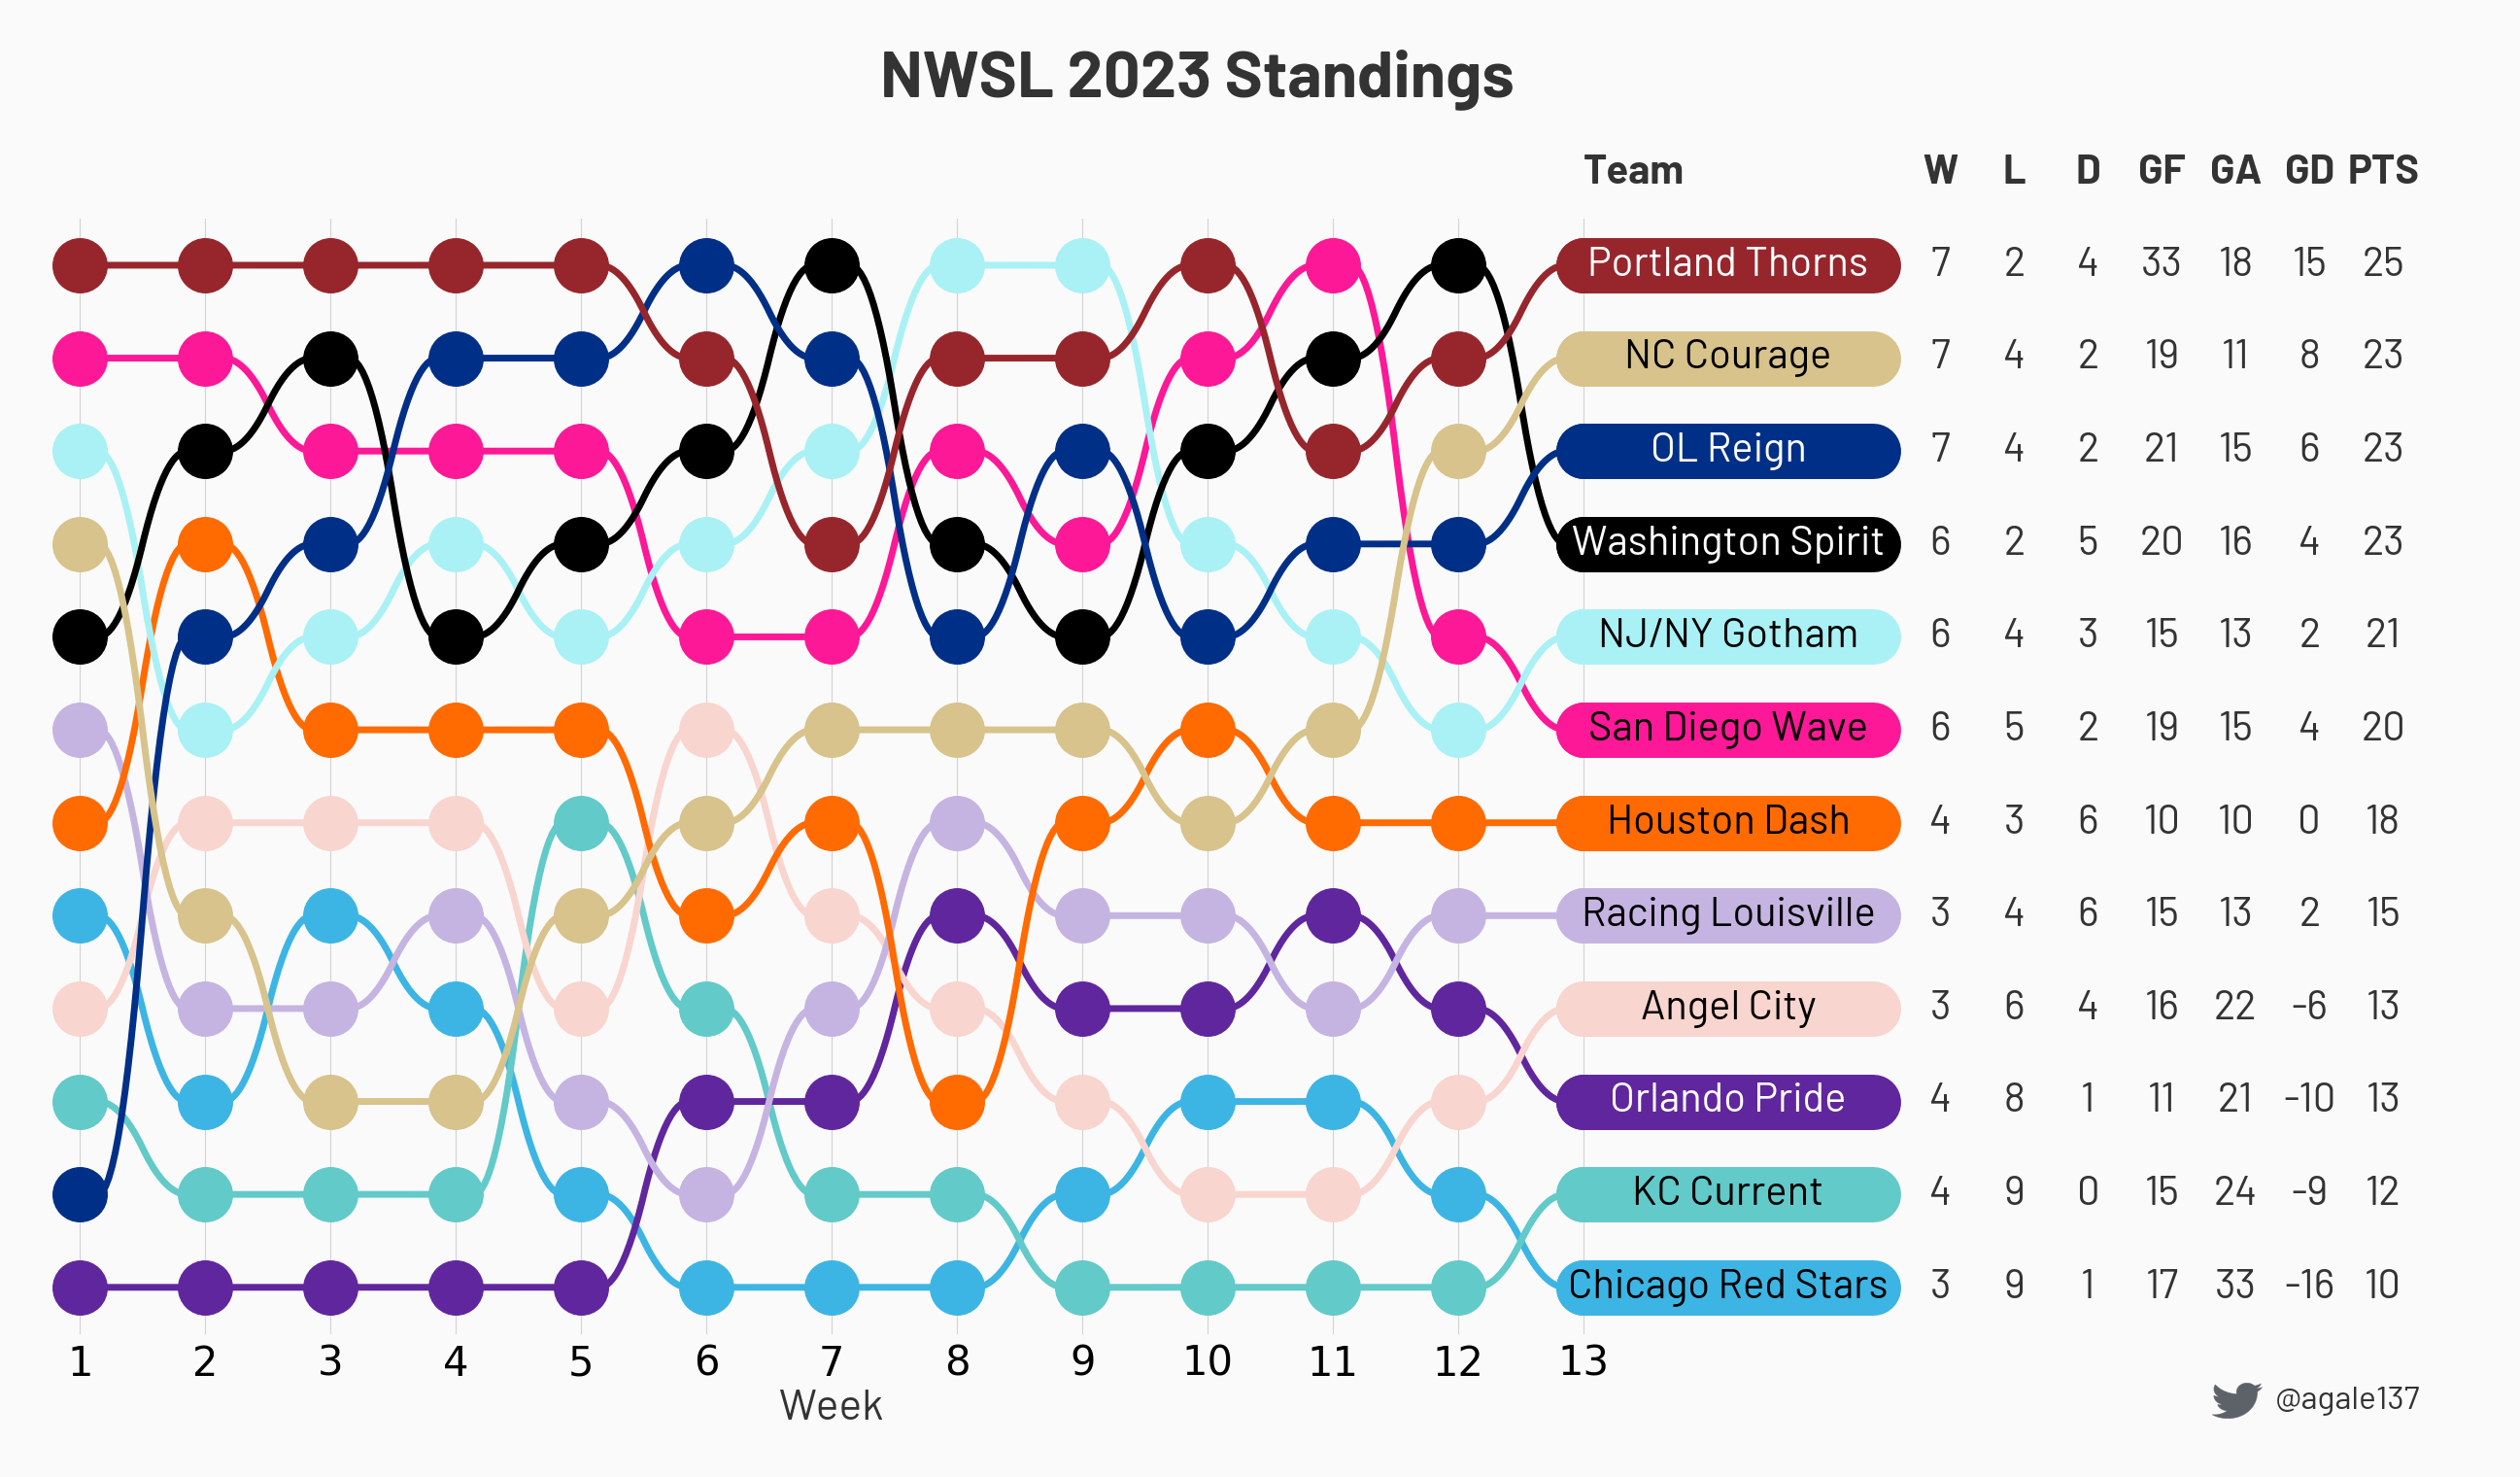 NWSL 2023 Standings
Team W L D GF GA GD PTS
Portland Thorns 7 2 4 33 18 15 25
NC Courage 7 4 2 19 11 8 23
OL Reign 7 4 2 21 15 6 23
Washington Spirit 6 2 5 20 16 4 23
NJ/NY Gotham 6 4 3 15 13 2 21
San Diego Wave 6 5 2 19 15 4 20
Houston Dash 4 3 6 10 10 0 18
Racing Louisville 3 4 6 15 13 2 15
Angel City 3 6 4 16 22 -6 13
Orlando Pride 4 8 1 11 21 -10 13
KC Current 4 9 0 15 24 -9 12
Chicago Red Stars 3 9 1 17 33 -16 10
1 2 3 4 5 6 7 8 9 10 11 12 13
Week
@agale137